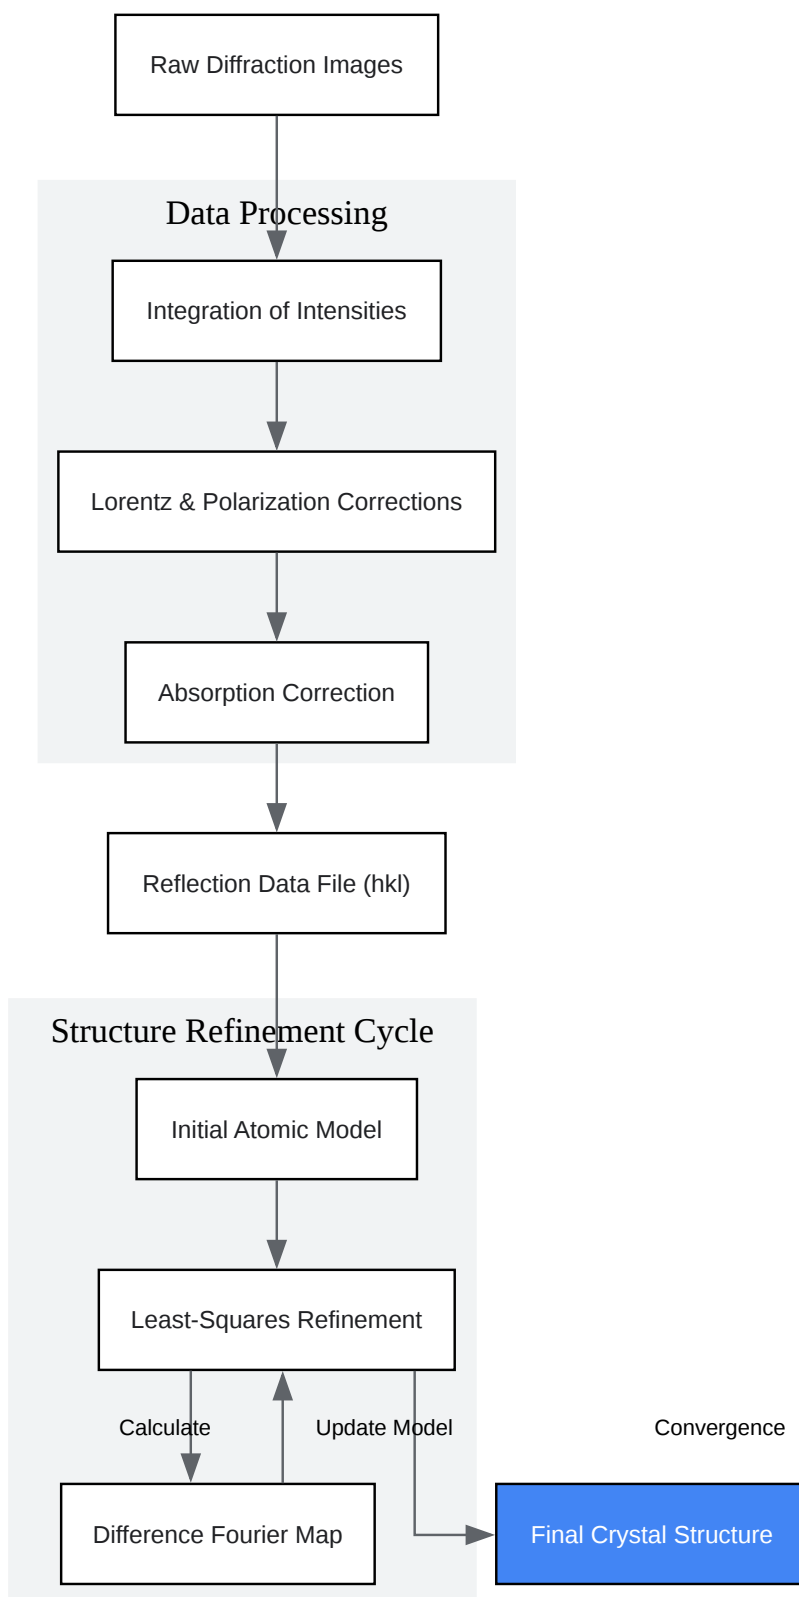 Raw Diffraction Images
Data Processing
Integration of Intensities
Lorentz & Polarization Corrections
Absorption Correction
Reflection Data File (hkl)
Structure Refinement Cycle
Initial Atomic Model
Least-Squares Refinement
Calculate
Update Model
Convergence
Difference Fourier Map
Final Crystal Structure